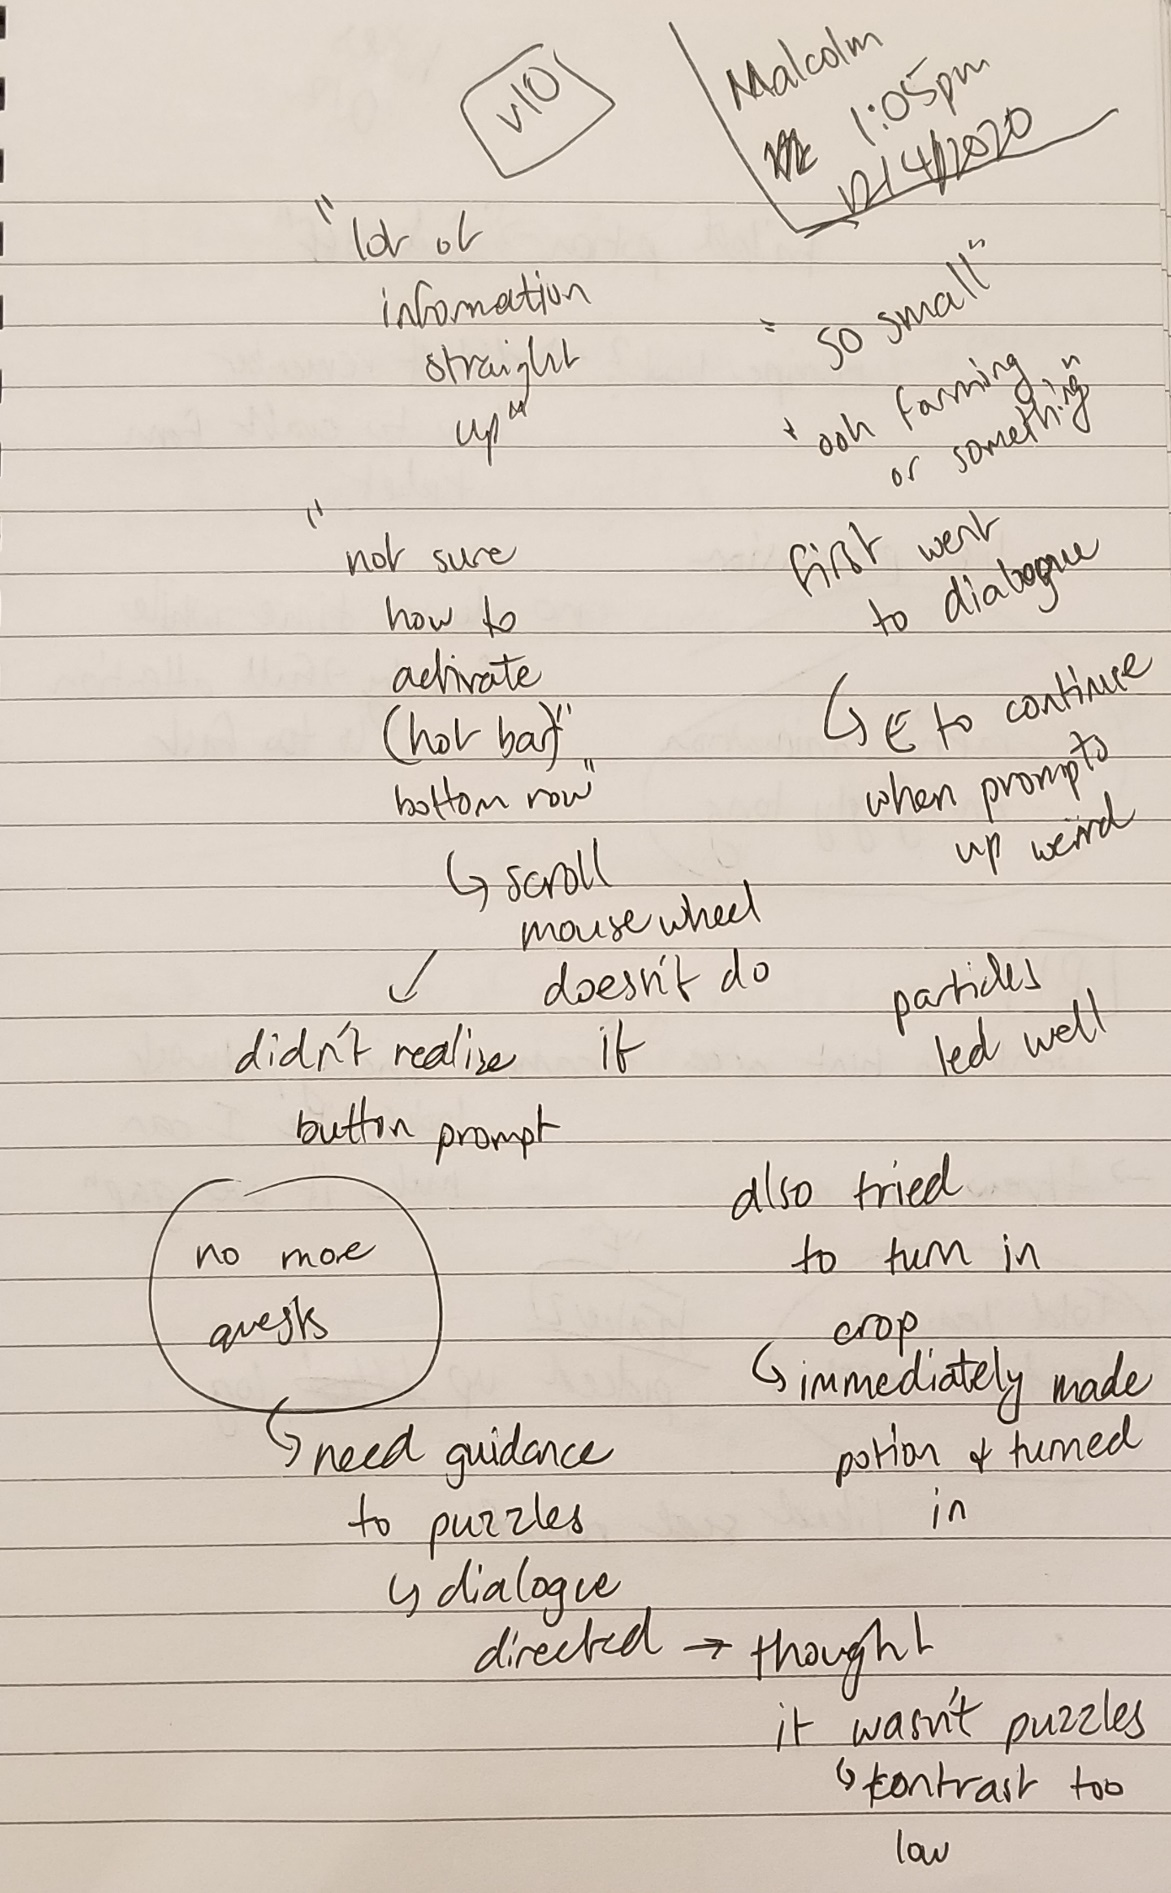 v10
Malcolm
1:05pm
12/4/2020
"lot of
information
straight
up"
"so small"
"ooh farming
or something"
"not sure
how to
activate
(hot bar)"
bottom row"
↳ scroll
mouse wheel
doesn't do
it
↙
didn't realize
button prompt
first went
to dialogue
↳ E to continue
when prompts
up weird
particles
led well
no more
quests
↳ need guidance
to puzzles
↳ dialogue
directed → thought
it wasn't puzzles
↳ contrast too
low
also tried
to turn in
crop
↳ immediately made
potion & turned
in